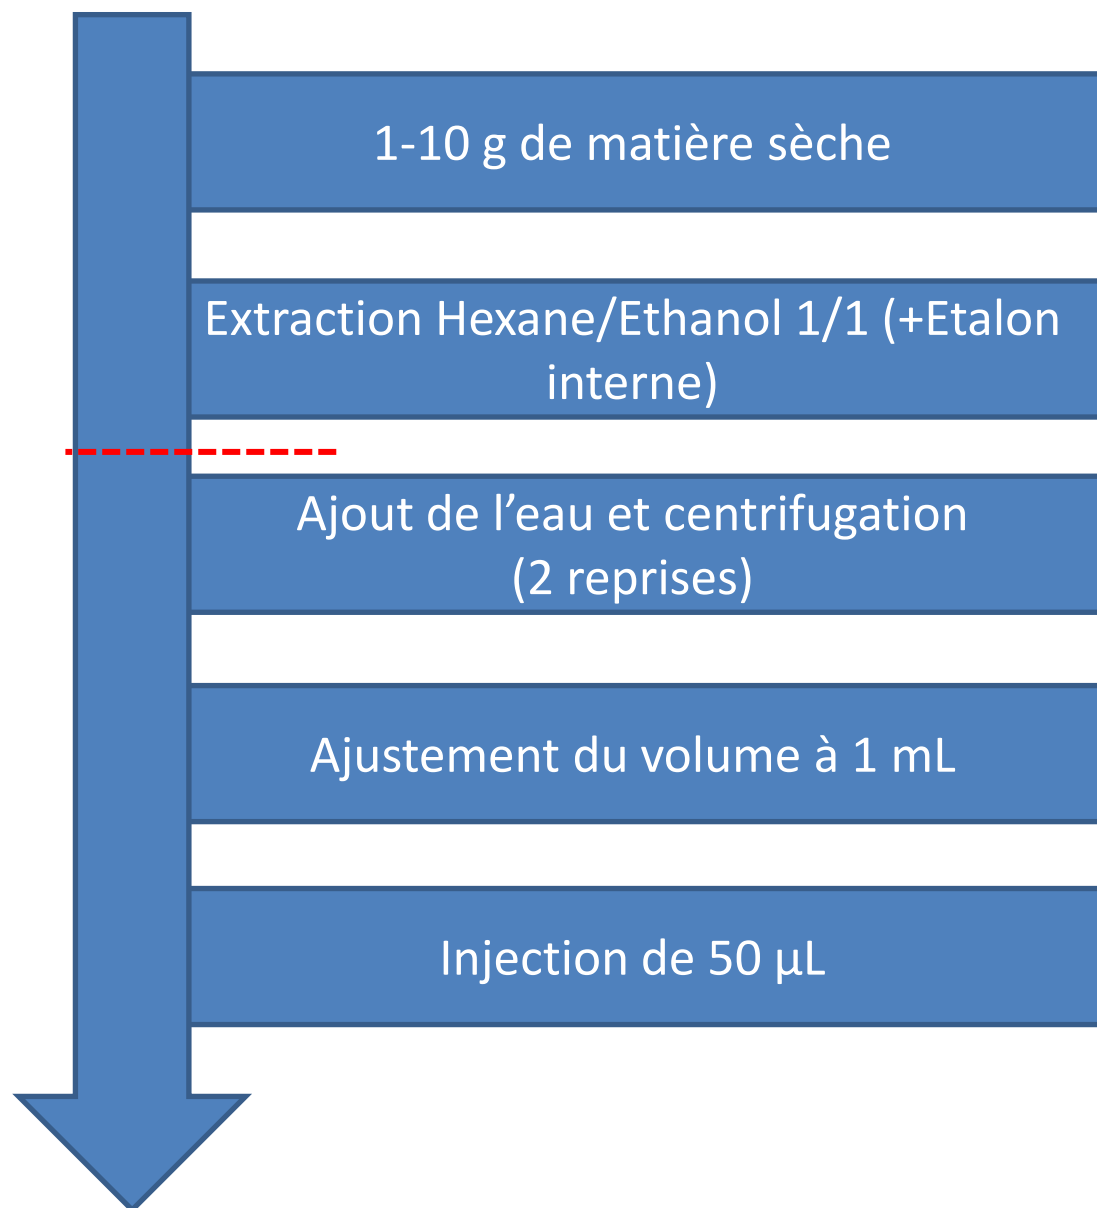 1-10 g de matière sèche
Extraction Hexane/Ethanol 1/1 (+Etalon
interne)
Ajout de l’eau et centrifugation
(2 reprises)
Ajustement du volume à 1 mL
Injection de 50 µL